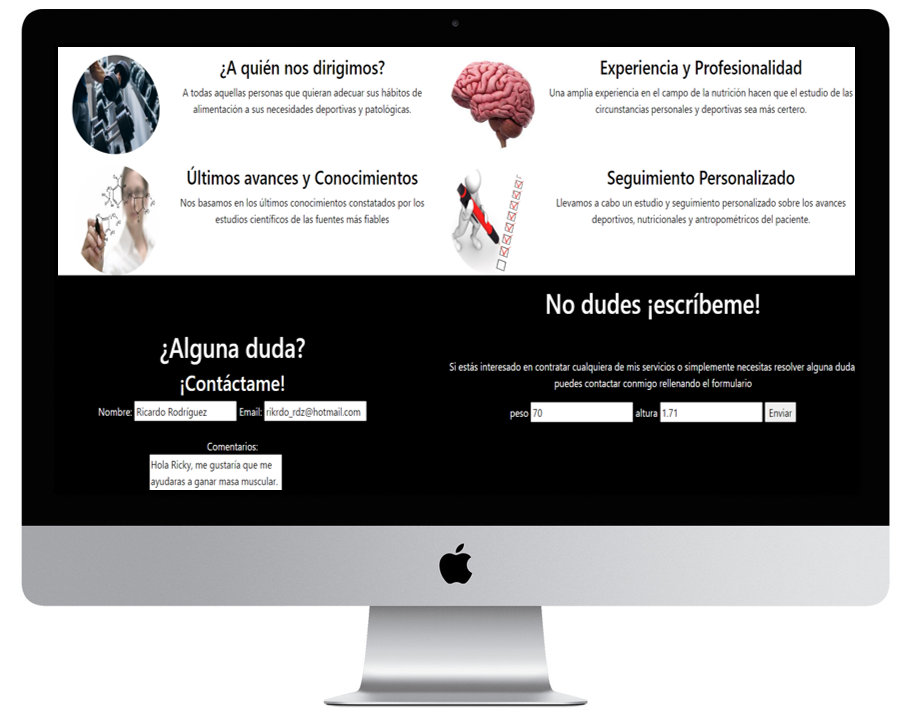 ¿A quién nos dirigimos?
A todas aquellas personas que quieran adecuar sus hábitos de
alimentación a sus necesidades deportivas y patológicas.
Experiencia y Profesionalidad
Una amplia experiencia en el campo de la nutrición hacen que el estudio de las
circunstancias personales y deportivas sea más certero.
Últimos avances y Conocimientos
Nos basamos en los últimos conocimientos constatados por los
estudios científicos de las fuentes más fiables
Seguimiento Personalizado
Llevamos a cabo un estudio y seguimiento personalizado sobre los avances
deportivos, nutricionales y antropométricos del paciente.
¿Alguna duda?
¡Contáctame!
Nombre: Ricardo Rodríguez Email: rikrdo_rdz@hotmail.com
Comentarios:
Hola Ricky, me gustaría que me
ayudaras a ganar masa muscular.
No dudes ¡escríbeme!
Si estás interesado en contratar cualquiera de mis servicios o simplemente necesitas resolver alguna duda
puedes contactar conmigo rellenando el formulario
peso 70 altura 1.71 Enviar